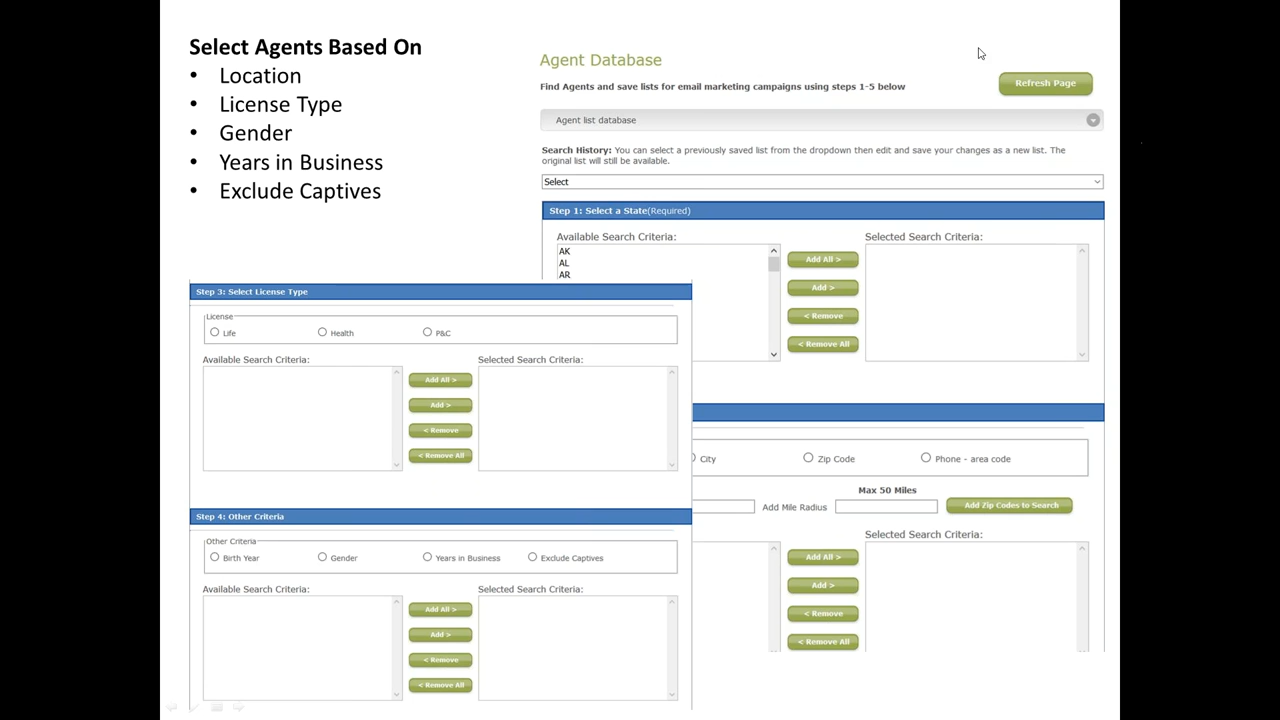 Select Agents Based On
• Location
• License Type
• Gender
• Years in Business
• Exclude Captives
Agent Database
Find Agents and save lists for email marketing campaigns using steps 1-5 below
Refresh Page
Agent list database
Search History: You can select a previously saved list from the dropdown then edit and save your changes as a new list. The
original list will still be available.
Select
Step 1: Select a State(Required)
Available Search Criteria:
Selected Search Criteria:
AK
AL
AR
Add All >
Add >
< Remove
< Remove All
Step 3: Select License Type
License
Life Health P&C
Available Search Criteria:
Selected Search Criteria:
Add All >
Add >
< Remove
< Remove All
City Zip Code Phone - area code
Max 50 Miles
Add Mile Radius
Add Zip Codes to Search
Selected Search Criteria:
Add All >
Add >
< Remove
< Remove All
Step 4: Other Criteria
Other Criteria
Birth Year Gender Years in Business Exclude Captives
Available Search Criteria:
Selected Search Criteria:
Add All >
Add >
< Remove
< Remove All